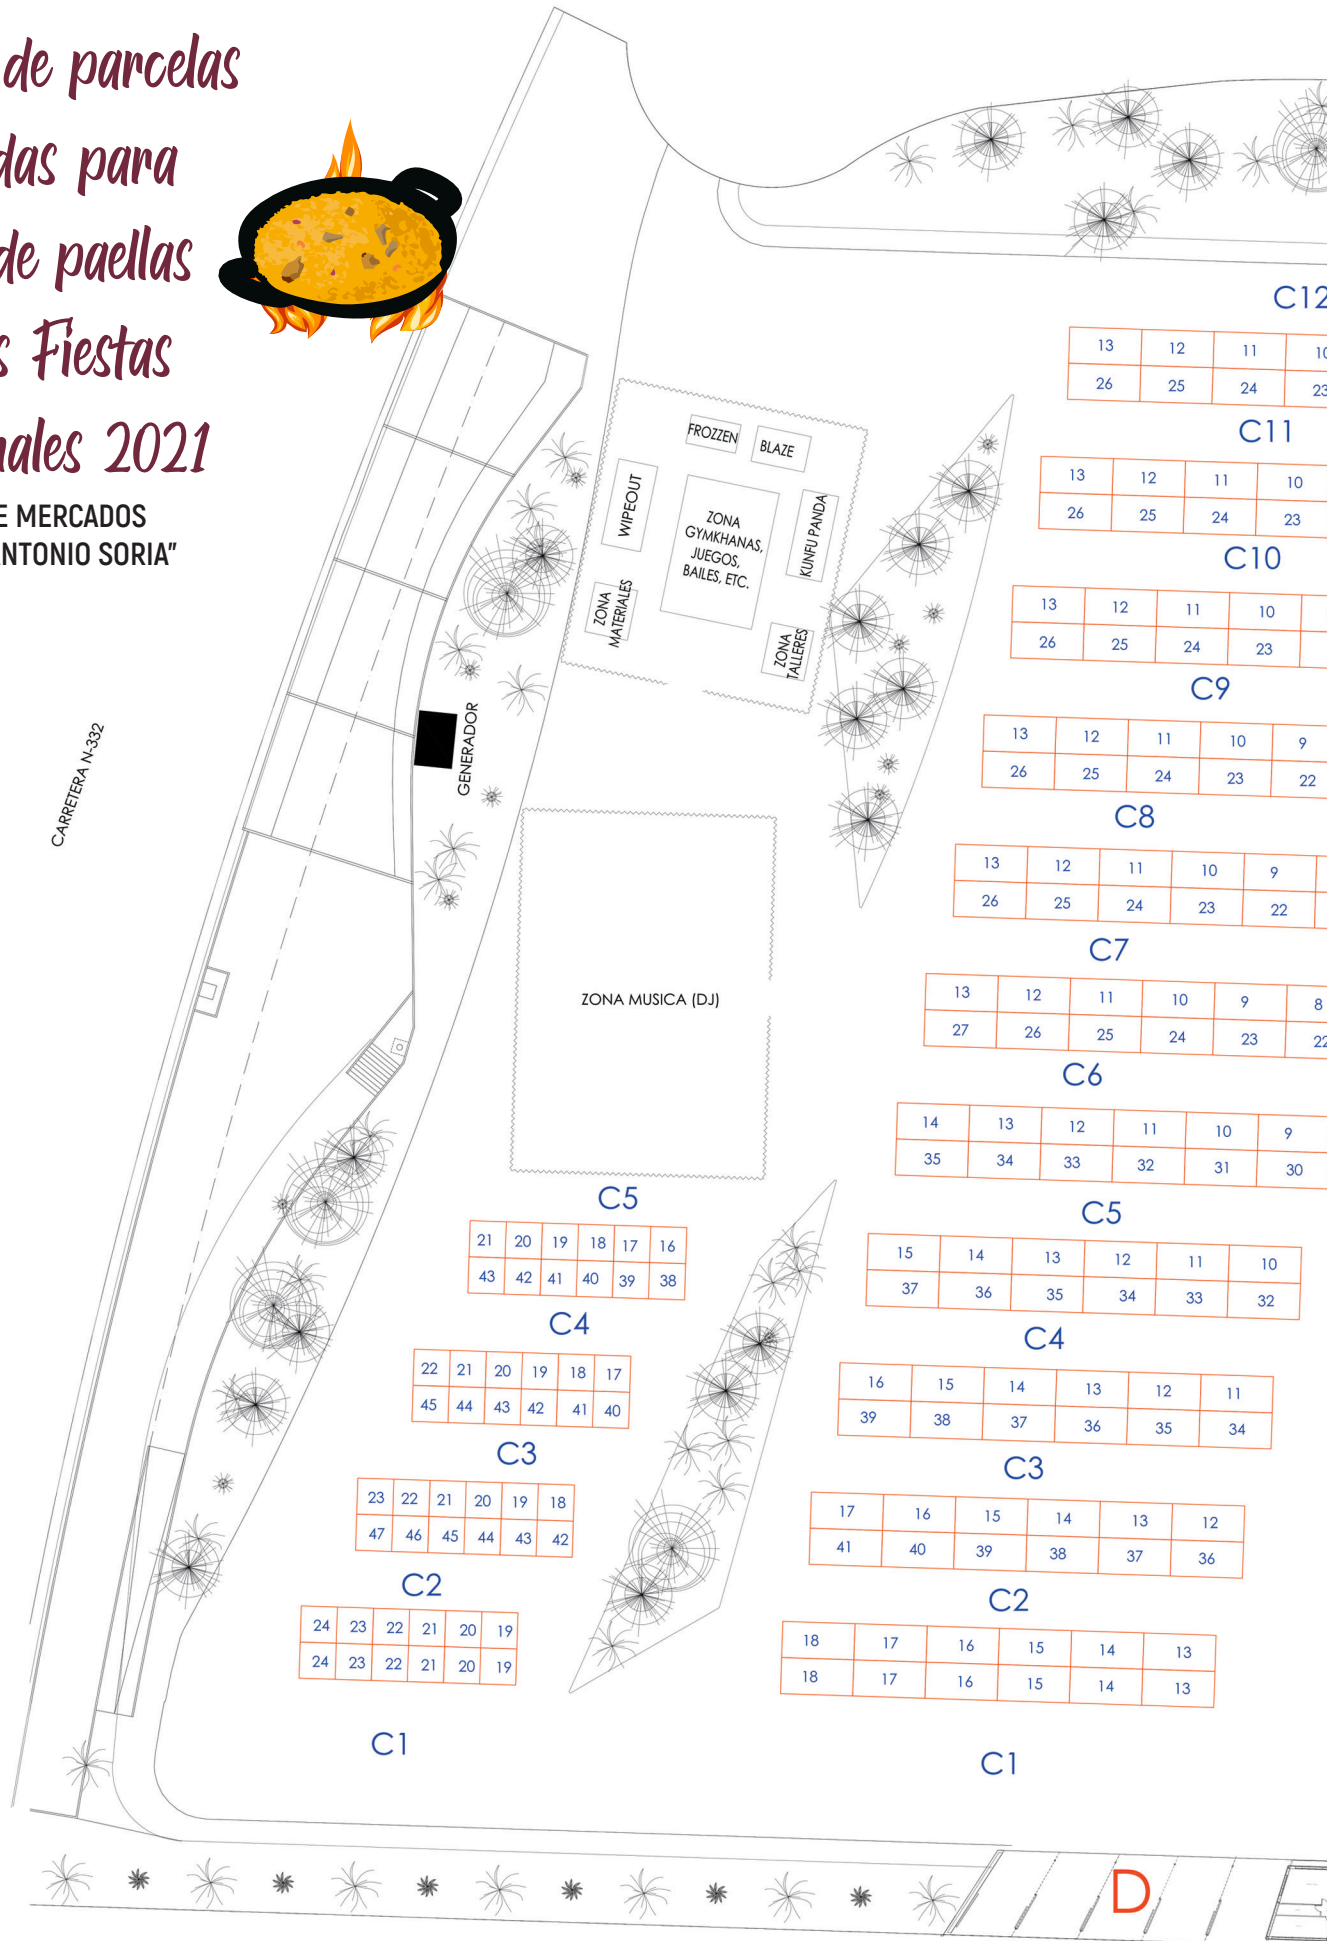 de parcelas
das para
de paellas
s Fiestas
nales 2021
E MERCADOS
ANTONIO SORIA"
CARRETERA N-332
GENERADOR
FROZZEN
BLAZE
WIPEOUT
KUNFU PANDA
ZONA
GYMKHANAS,
JUEGOS,
BAILES, ETC.
ZONA
MATERIALES
ZONA
TALLERES
ZONA MUSICA (DJ)
C12
13 12 11 10
26 25 24 23
C11
13 12 11 10
26 25 24 23
C10
13 12 11 10
26 25 24 23
C9
13 12 11 10 9
26 25 24 23 22
C8
13 12 11 10 9
26 25 24 23 22
C7
13 12 11 10 9 8
27 26 25 24 23 22
C6
14 13 12 11 10 9
35 34 33 32 31 30
C5
21 20 19 18 17 16
43 42 41 40 39 38
C5
15 14 13 12 11 10
37 36 35 34 33 32
C4
22 21 20 19 18 17
45 44 43 42 41 40
C4
16 15 14 13 12 11
39 38 37 36 35 34
C3
23 22 21 20 19 18
47 46 45 44 43 42
C3
17 16 15 14 13 12
41 40 39 38 37 36
C2
24 23 22 21 20 19
24 23 22 21 20 19
C2
18 17 16 15 14 13
18 17 16 15 14 13
C1
C1
D